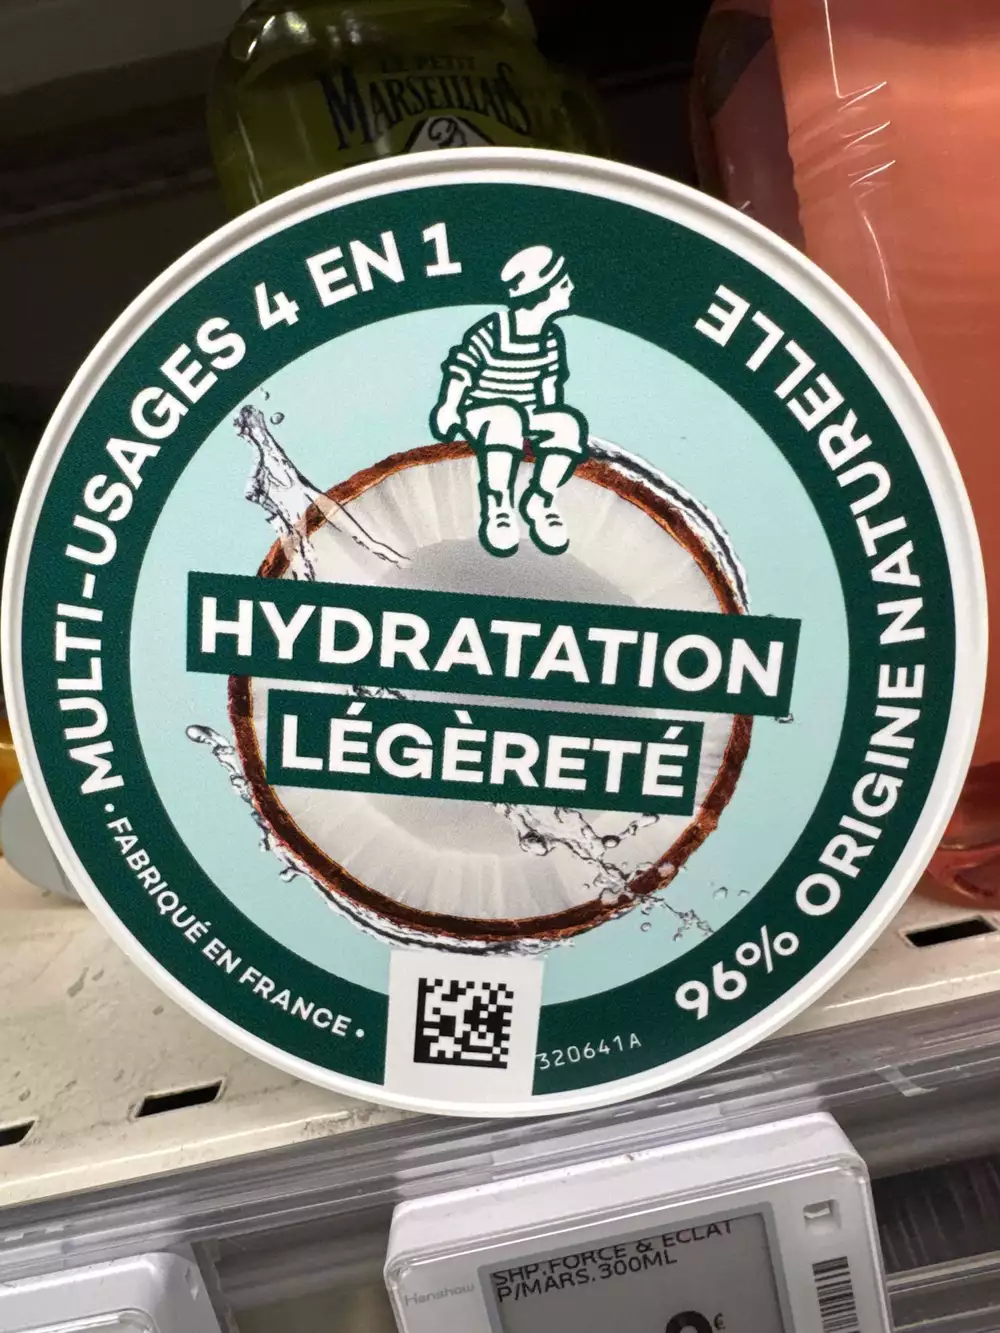 LE PETIT
MARSEILLAIS
MULTI-USAGES 4 EN 1
96% ORIGINE NATURELLE
HYDRATATION
LÉGÈRETÉ
• FABRIQUÉ EN FRANCE •
320641A
Hanshow
SHP.FORCE & ECLAT
P/MARS.300ML
€